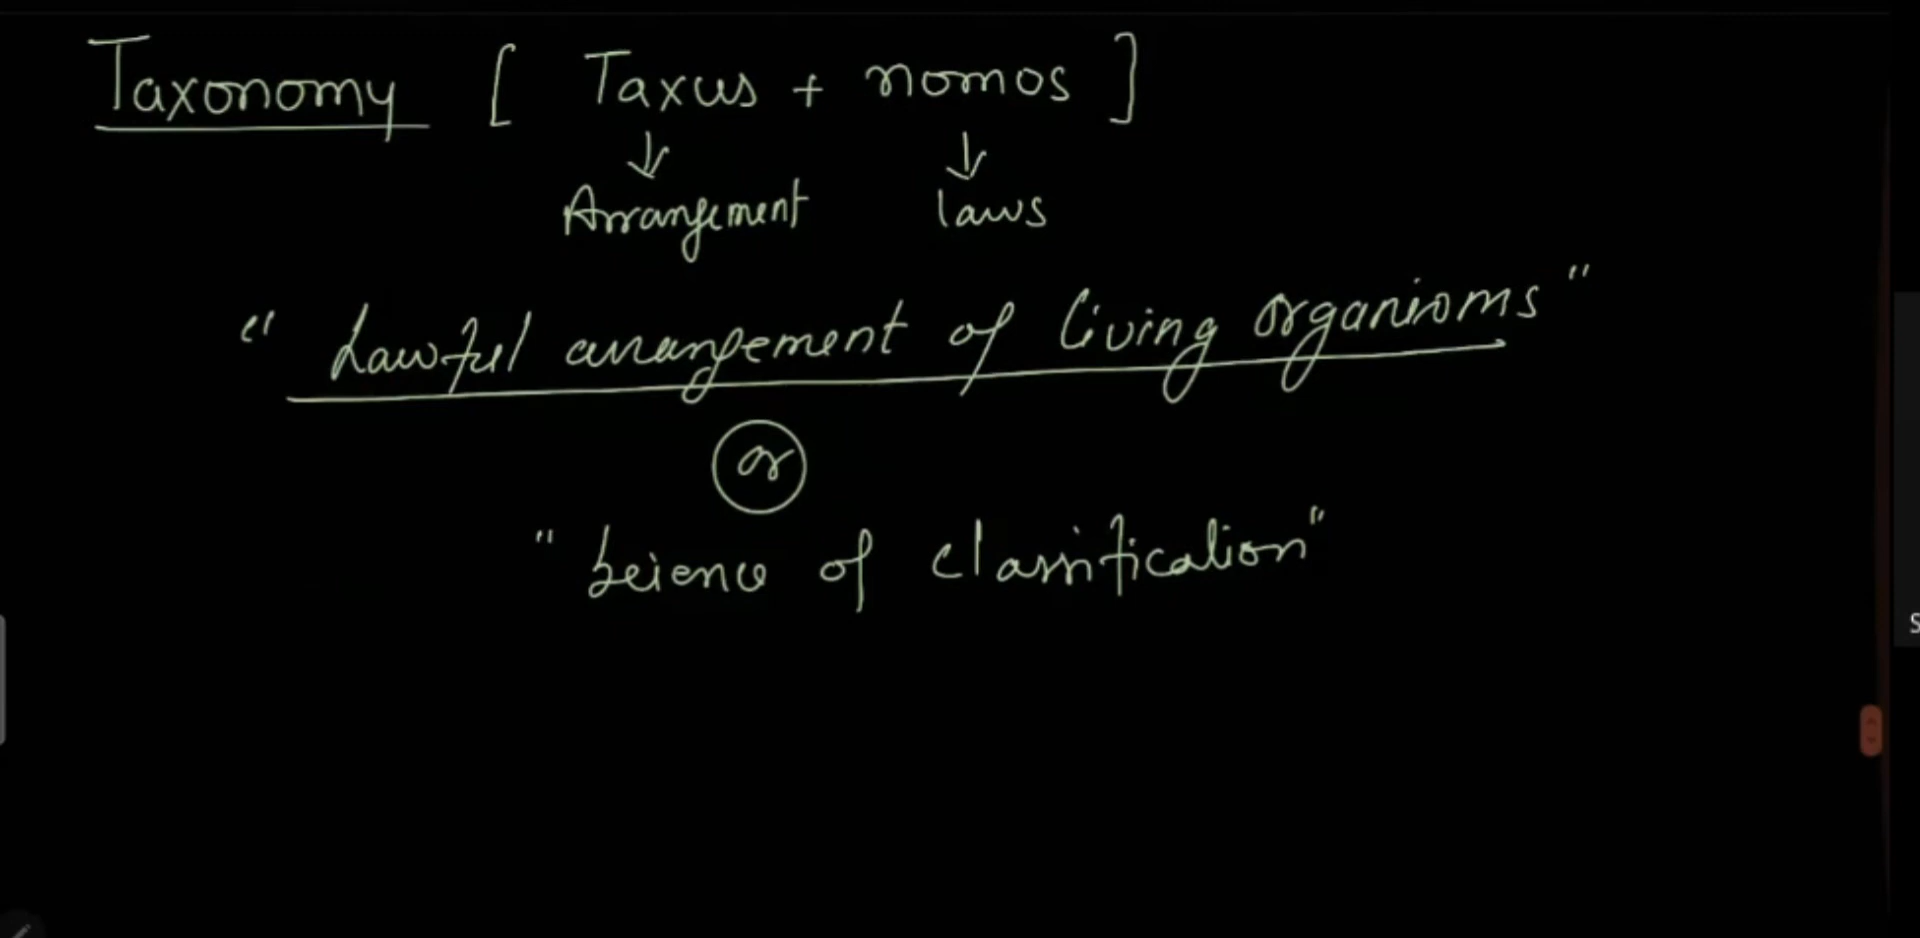 Taxonomy [ Taxus + nomos ]
↓ ↓
Arrangement laws
" Lawful arrangement of living organisms "
or
" Science of classification "
S